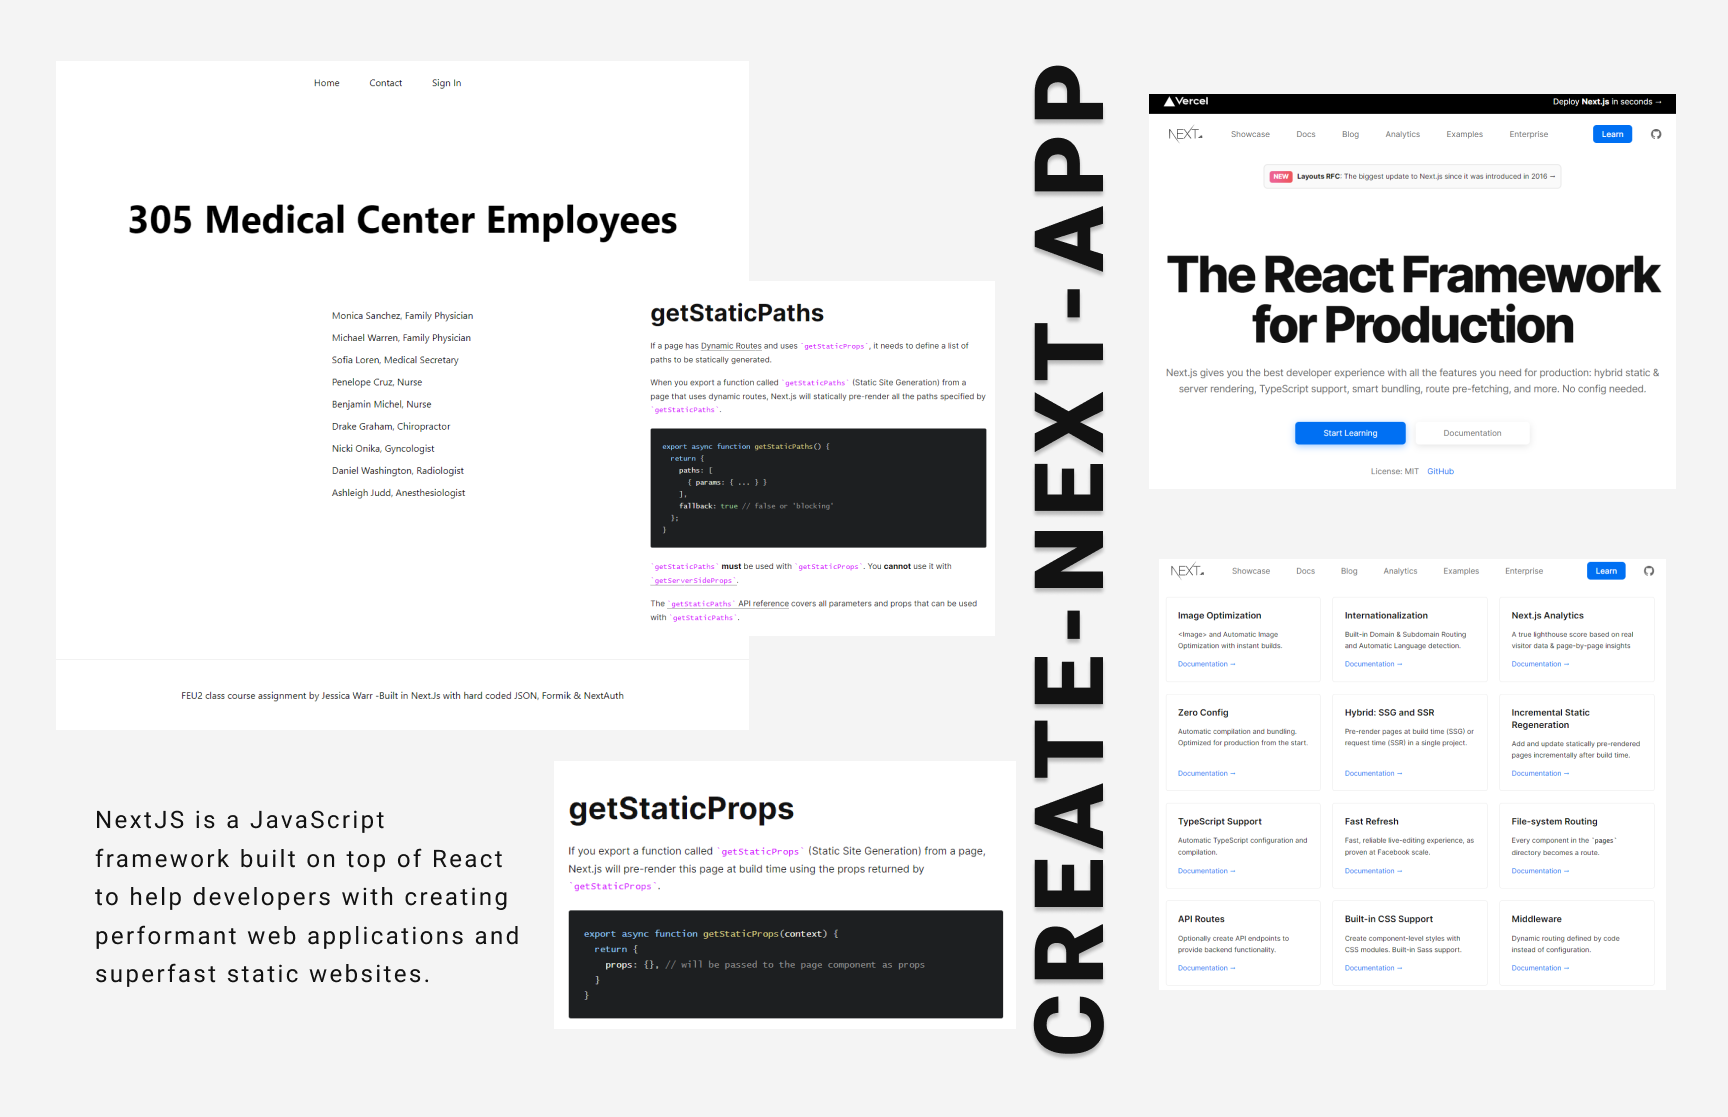 Home Contact Sign In
305 Medical Center Employees
Monica Sanchez, Family Physician
Michael Warren, Family Physician
Sofia Loren, Medical Secretary
Penelope Cruz, Nurse
Benjamin Michel, Nurse
Drake Graham, Chiropractor
Nicki Onika, Gyncologist
Daniel Washington, Radiologist
Ashleigh Judd, Anesthesiologist
FEU2 class course assignment by Jessica Warr -Built in Next.Js with hard coded JSON, Formik & NextAuth
getStaticPaths
If a page has Dynamic Routes and uses `getStaticProps`, it needs to define a list of
paths to be statically generated.
When you export a function called `getStaticPaths` (Static Site Generation) from a
page that uses dynamic routes, Next.js will statically pre-render all the paths specified by
`getStaticPaths`.
export async function getStaticPaths() {
return {
paths: [
{ params: { ... } }
],
fallback: true // false or 'blocking'
};
}
`getStaticPaths` must be used with `getStaticProps`. You cannot use it with
`getServerSideProps`.
The `getStaticPaths` API reference covers all parameters and props that can be used
with `getStaticPaths`.
NextJS is a JavaScript
framework built on top of React
to help developers with creating
performant web applications and
superfast static websites.
getStaticProps
If you export a function called `getStaticProps` (Static Site Generation) from a page,
Next.js will pre-render this page at build time using the props returned by
`getStaticProps`.
export async function getStaticProps(context) {
return {
props: {}, // will be passed to the page component as props
}
}
CREATE-NEXT-APP
Vercel Deploy Next.js in seconds →
NEXT. Showcase Docs Blog Analytics Examples Enterprise Learn
NEW Layouts RFC: The biggest update to Next.js since it was introduced in 2016 →
The React Framework
for Production
Next.js gives you the best developer experience with all the features you need for production: hybrid static &
server rendering, TypeScript support, smart bundling, route pre-fetching, and more. No config needed.
Start Learning Documentation
License: MIT GitHub
NEXT. Showcase Docs Blog Analytics Examples Enterprise Learn
Image Optimization
<Image> and Automatic Image
Optimization with instant builds.
Documentation →
Internationalization
Built-in Domain & Subdomain Routing
and Automatic Language detection.
Documentation →
Next.js Analytics
A true lighthouse score based on real
visitor data & page-by-page insights
Documentation →
Zero Config
Automatic compilation and bundling.
Optimized for production from the start.
Documentation →
Hybrid: SSG and SSR
Pre-render pages at build time (SSG) or
request time (SSR) in a single project.
Documentation →
Incremental Static
Regeneration
Add and update statically pre-rendered
pages incrementally after build time.
Documentation →
TypeScript Support
Automatic TypeScript configuration and
compilation.
Documentation →
Fast Refresh
Fast, reliable live-editing experience, as
proven at Facebook scale.
Documentation →
File-system Routing
Every component in the `pages`
directory becomes a route.
Documentation →
API Routes
Optionally create API endpoints to
provide backend functionality.
Documentation →
Built-in CSS Support
Create component-level styles with
CSS modules. Built-in Sass support.
Documentation →
Middleware
Dynamic routing defined by code
instead of configuration.
Documentation →